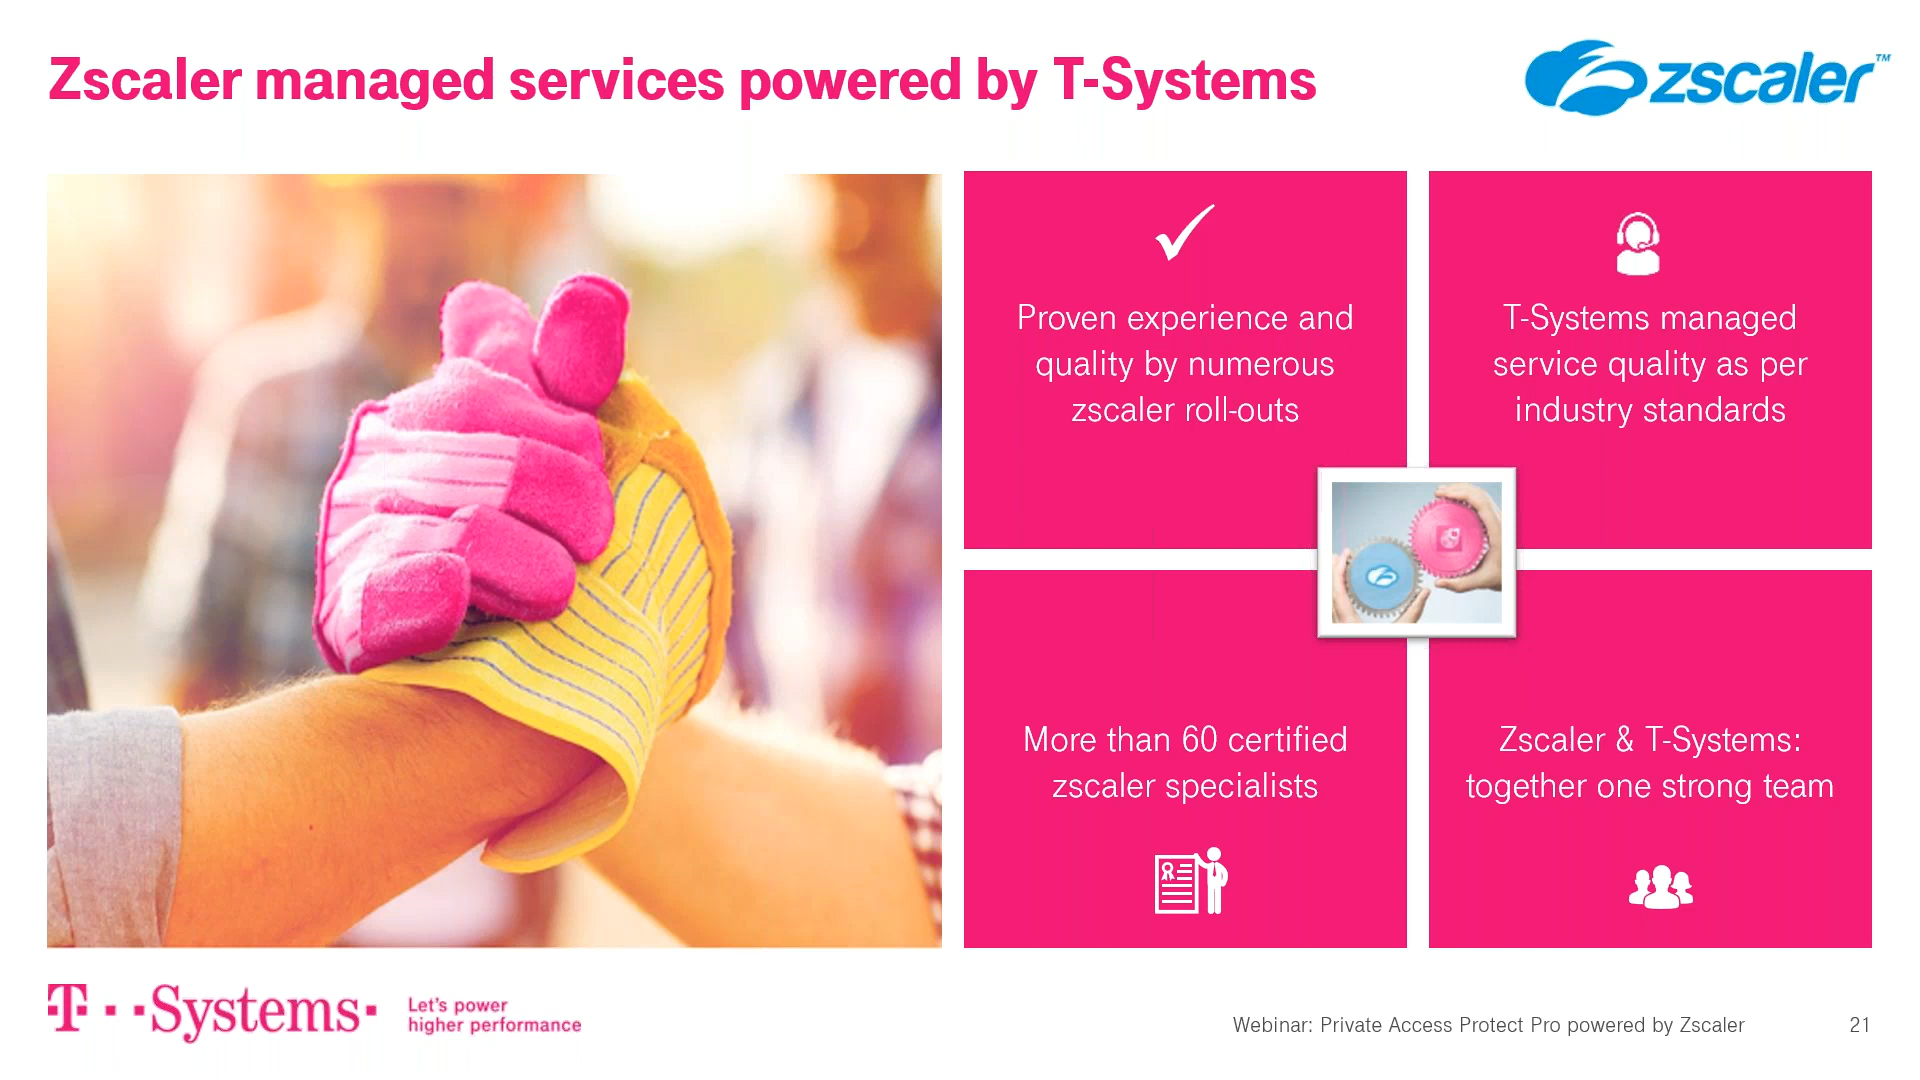 Zscaler managed services powered by T-Systems
zscaler™
Proven experience and
quality by numerous
zscaler roll-outs
T-Systems managed
service quality as per
industry standards
More than 60 certified
zscaler specialists
Zscaler & T-Systems:
together one strong team
T··Systems·
Let's power
higher performance
Webinar: Private Access Protect Pro powered by Zscaler
21